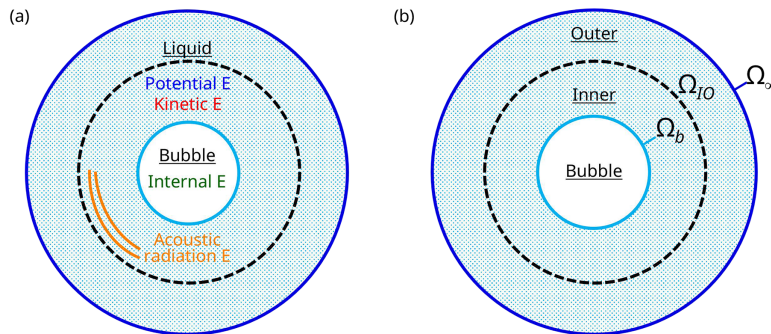 (a)
Liquid
Potential E
Kinetic E
Bubble
Internal E
Acoustic
radiation E
(b)
Outer
Ω∞
Ω_IO
Inner
Ω_b
Bubble